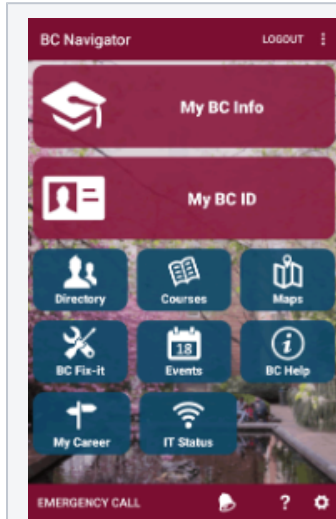 BC Navigator LOGOUT
My BC Info
My BC ID
Directory Courses Maps
18
BC Fix-it Events BC Help
My Career IT Status
EMERGENCY CALL ?